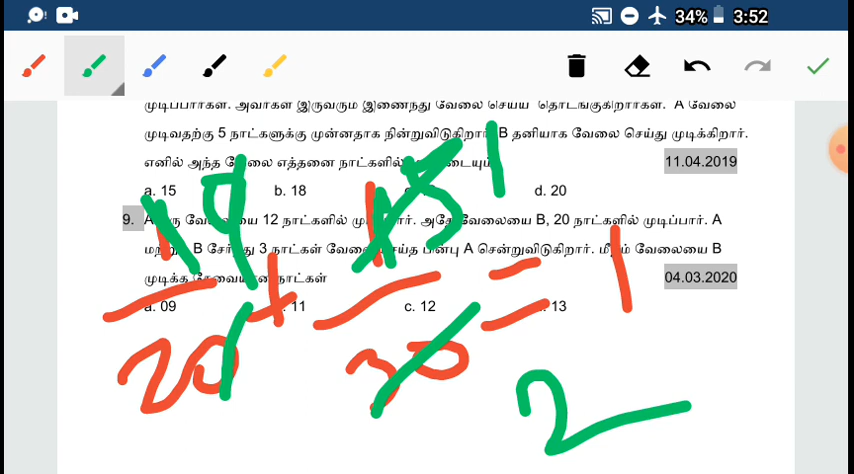 34% 3:52
முடிப்பார்கள். அவர்கள் இருவரும் இணைந்து வேலை செய்ய தொடங்குகிறார்கள். A வேலை
முடிவதற்கு 5 நாட்களுக்கு முன்னதாக நின்றுவிடுகிறார் B தனியாக வேலை செய்து முடிக்கிறார்.
எனில் அந்த வேலை எத்தனை நாட்களில் 11.04.2019
a. 15 b. 18 d. 20
9. வேலையை 12 நாட்களில் அதே வேலையை B, 20 நாட்களில் முடிப்பார். A
B சேர்ந்து 3 நாட்கள் வேலை செய்த பின்பு A சென்றுவிடுகிறார். மீதம் வேலையை B
முடிக்க தேவையான நாட்கள் 04.03.2020
a. 09 11 c. 12 13
20 + 30 = 1
2